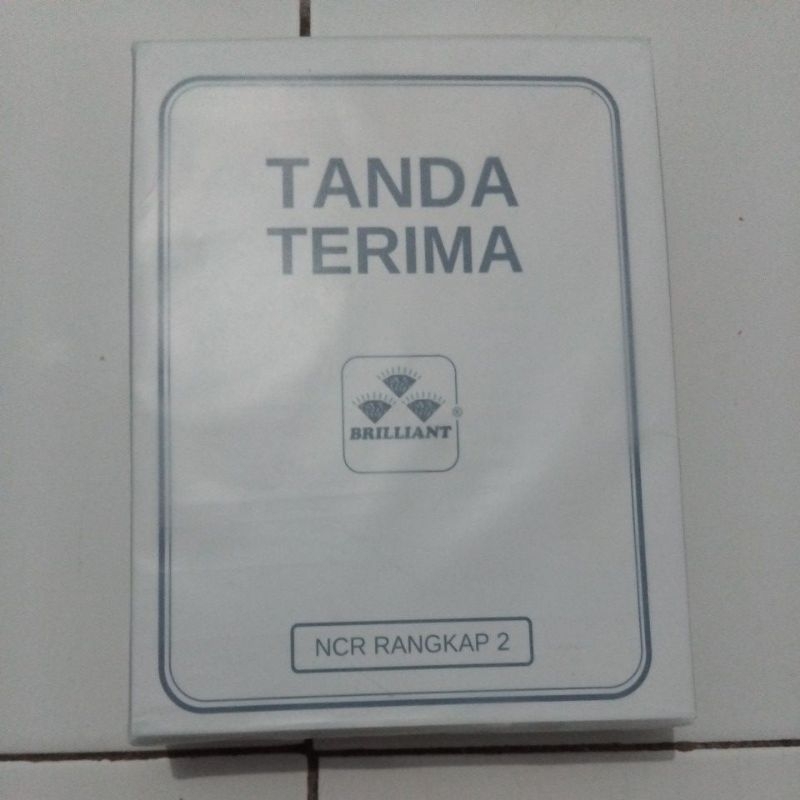 TANDA
TERIMA
BRILLIANT ®
NCR RANGKAP 2